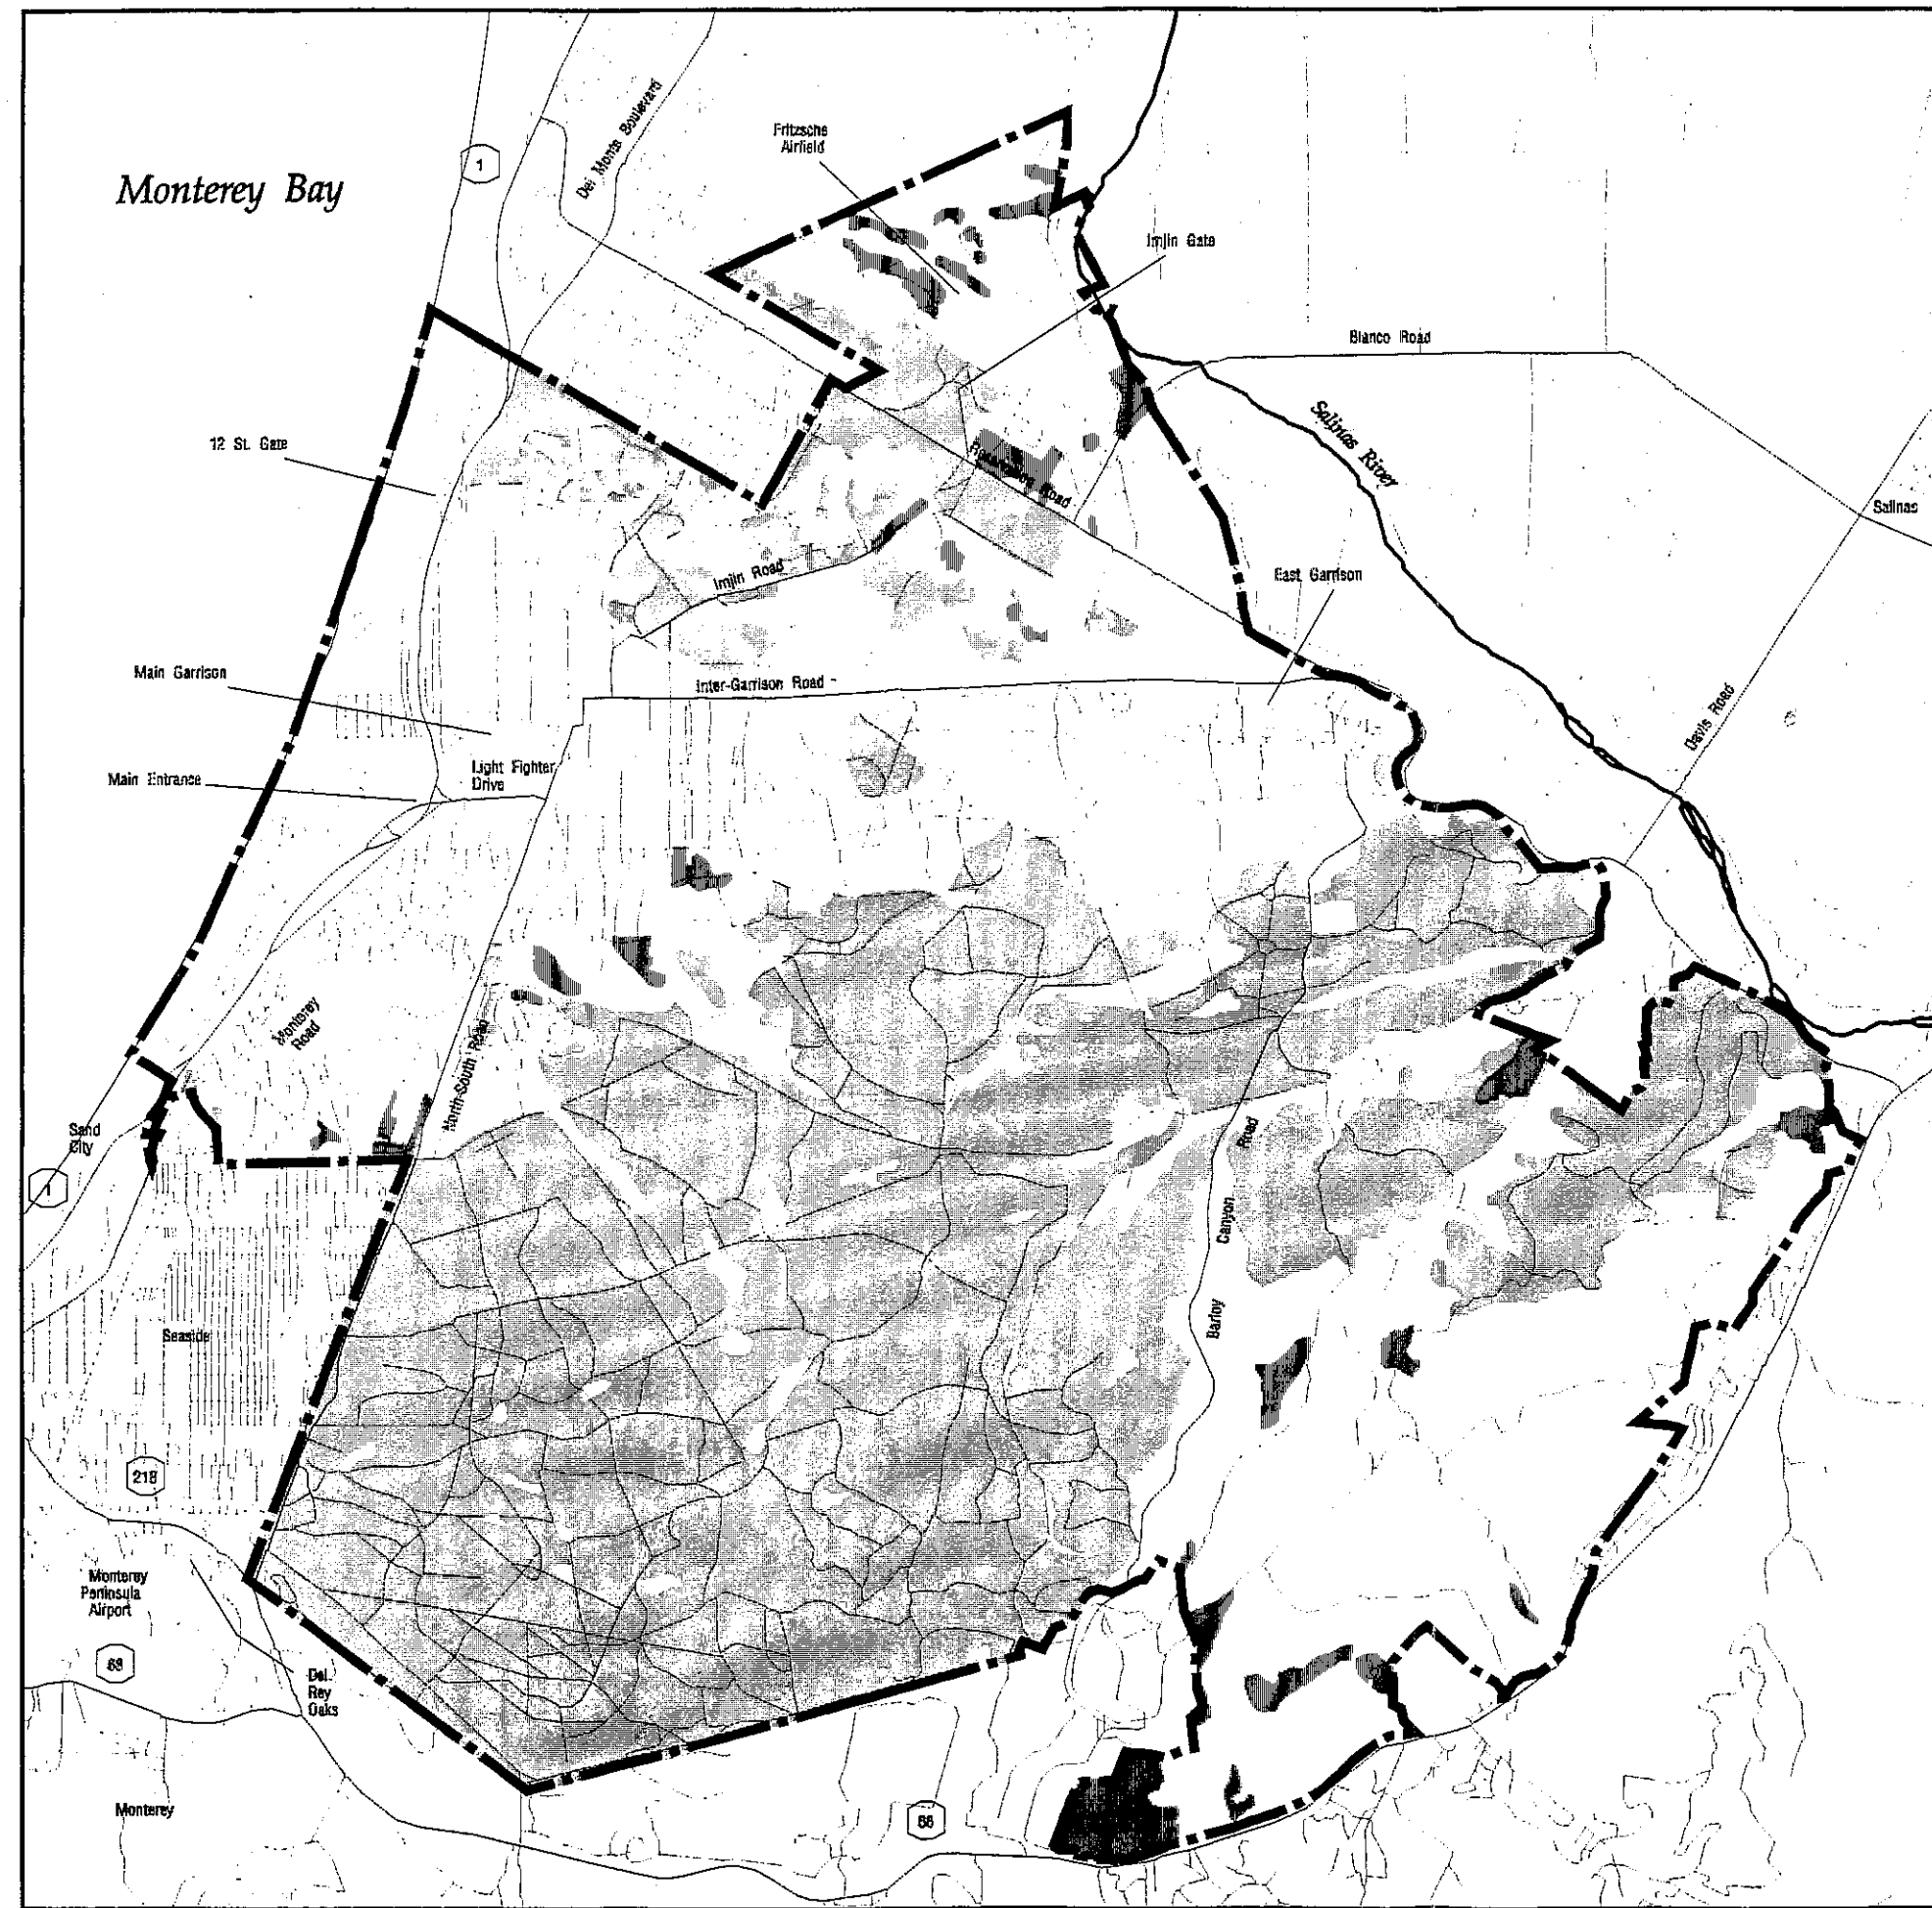 Monterey Bay
1
Del Monte Boulevard
Fritzsche
Airfield
Imjin Gate
Blanco Road
Salinas River
12 St. Gate
Reservation Road
Salinas
Imjin Road
East Garrison
Main Garrison
Inter-Garrison Road
Davis Road
Light Fighter
Drive
Main Entrance
Monterey
Road
North-South Road
Sand
City
1
Barloy Canyon Road
Seaside
218
Monterey
Peninsula
Airport
68
Del
Rey
Oaks
Monterey
68